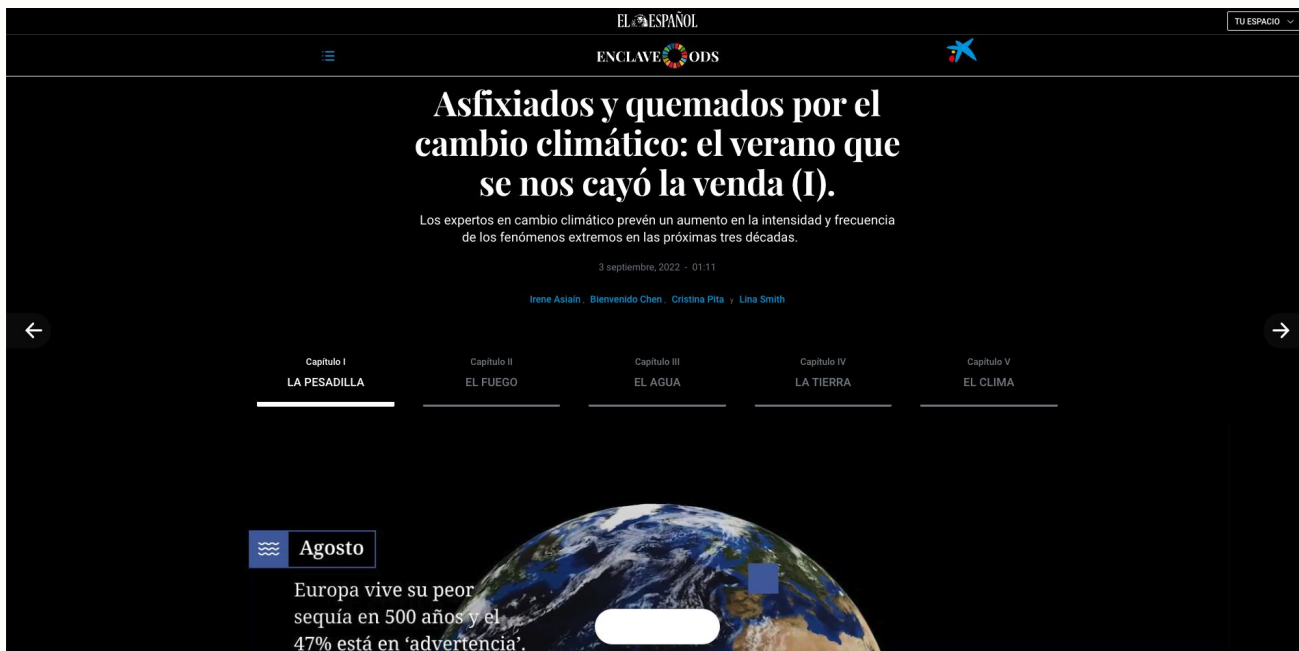 EL ESPAÑOL
TU ESPACIO
ENCLAVE ODS
Asfixiados y quemados por el
cambio climático: el verano que
se nos cayó la venda (I).
Los expertos en cambio climático prevén un aumento en la intensidad y frecuencia
de los fenómenos extremos en las próximas tres décadas.
3 septiembre, 2022 - 01:11
Irene Asiaín, Bienvenido Chen, Cristina Pita y Lina Smith
Capítulo I
LA PESADILLA
Capítulo II
EL FUEGO
Capítulo III
EL AGUA
Capítulo IV
LA TIERRA
Capítulo V
EL CLIMA
Agosto
Europa vive su peor
sequía en 500 años y el
47% está en ‘advertencia’.